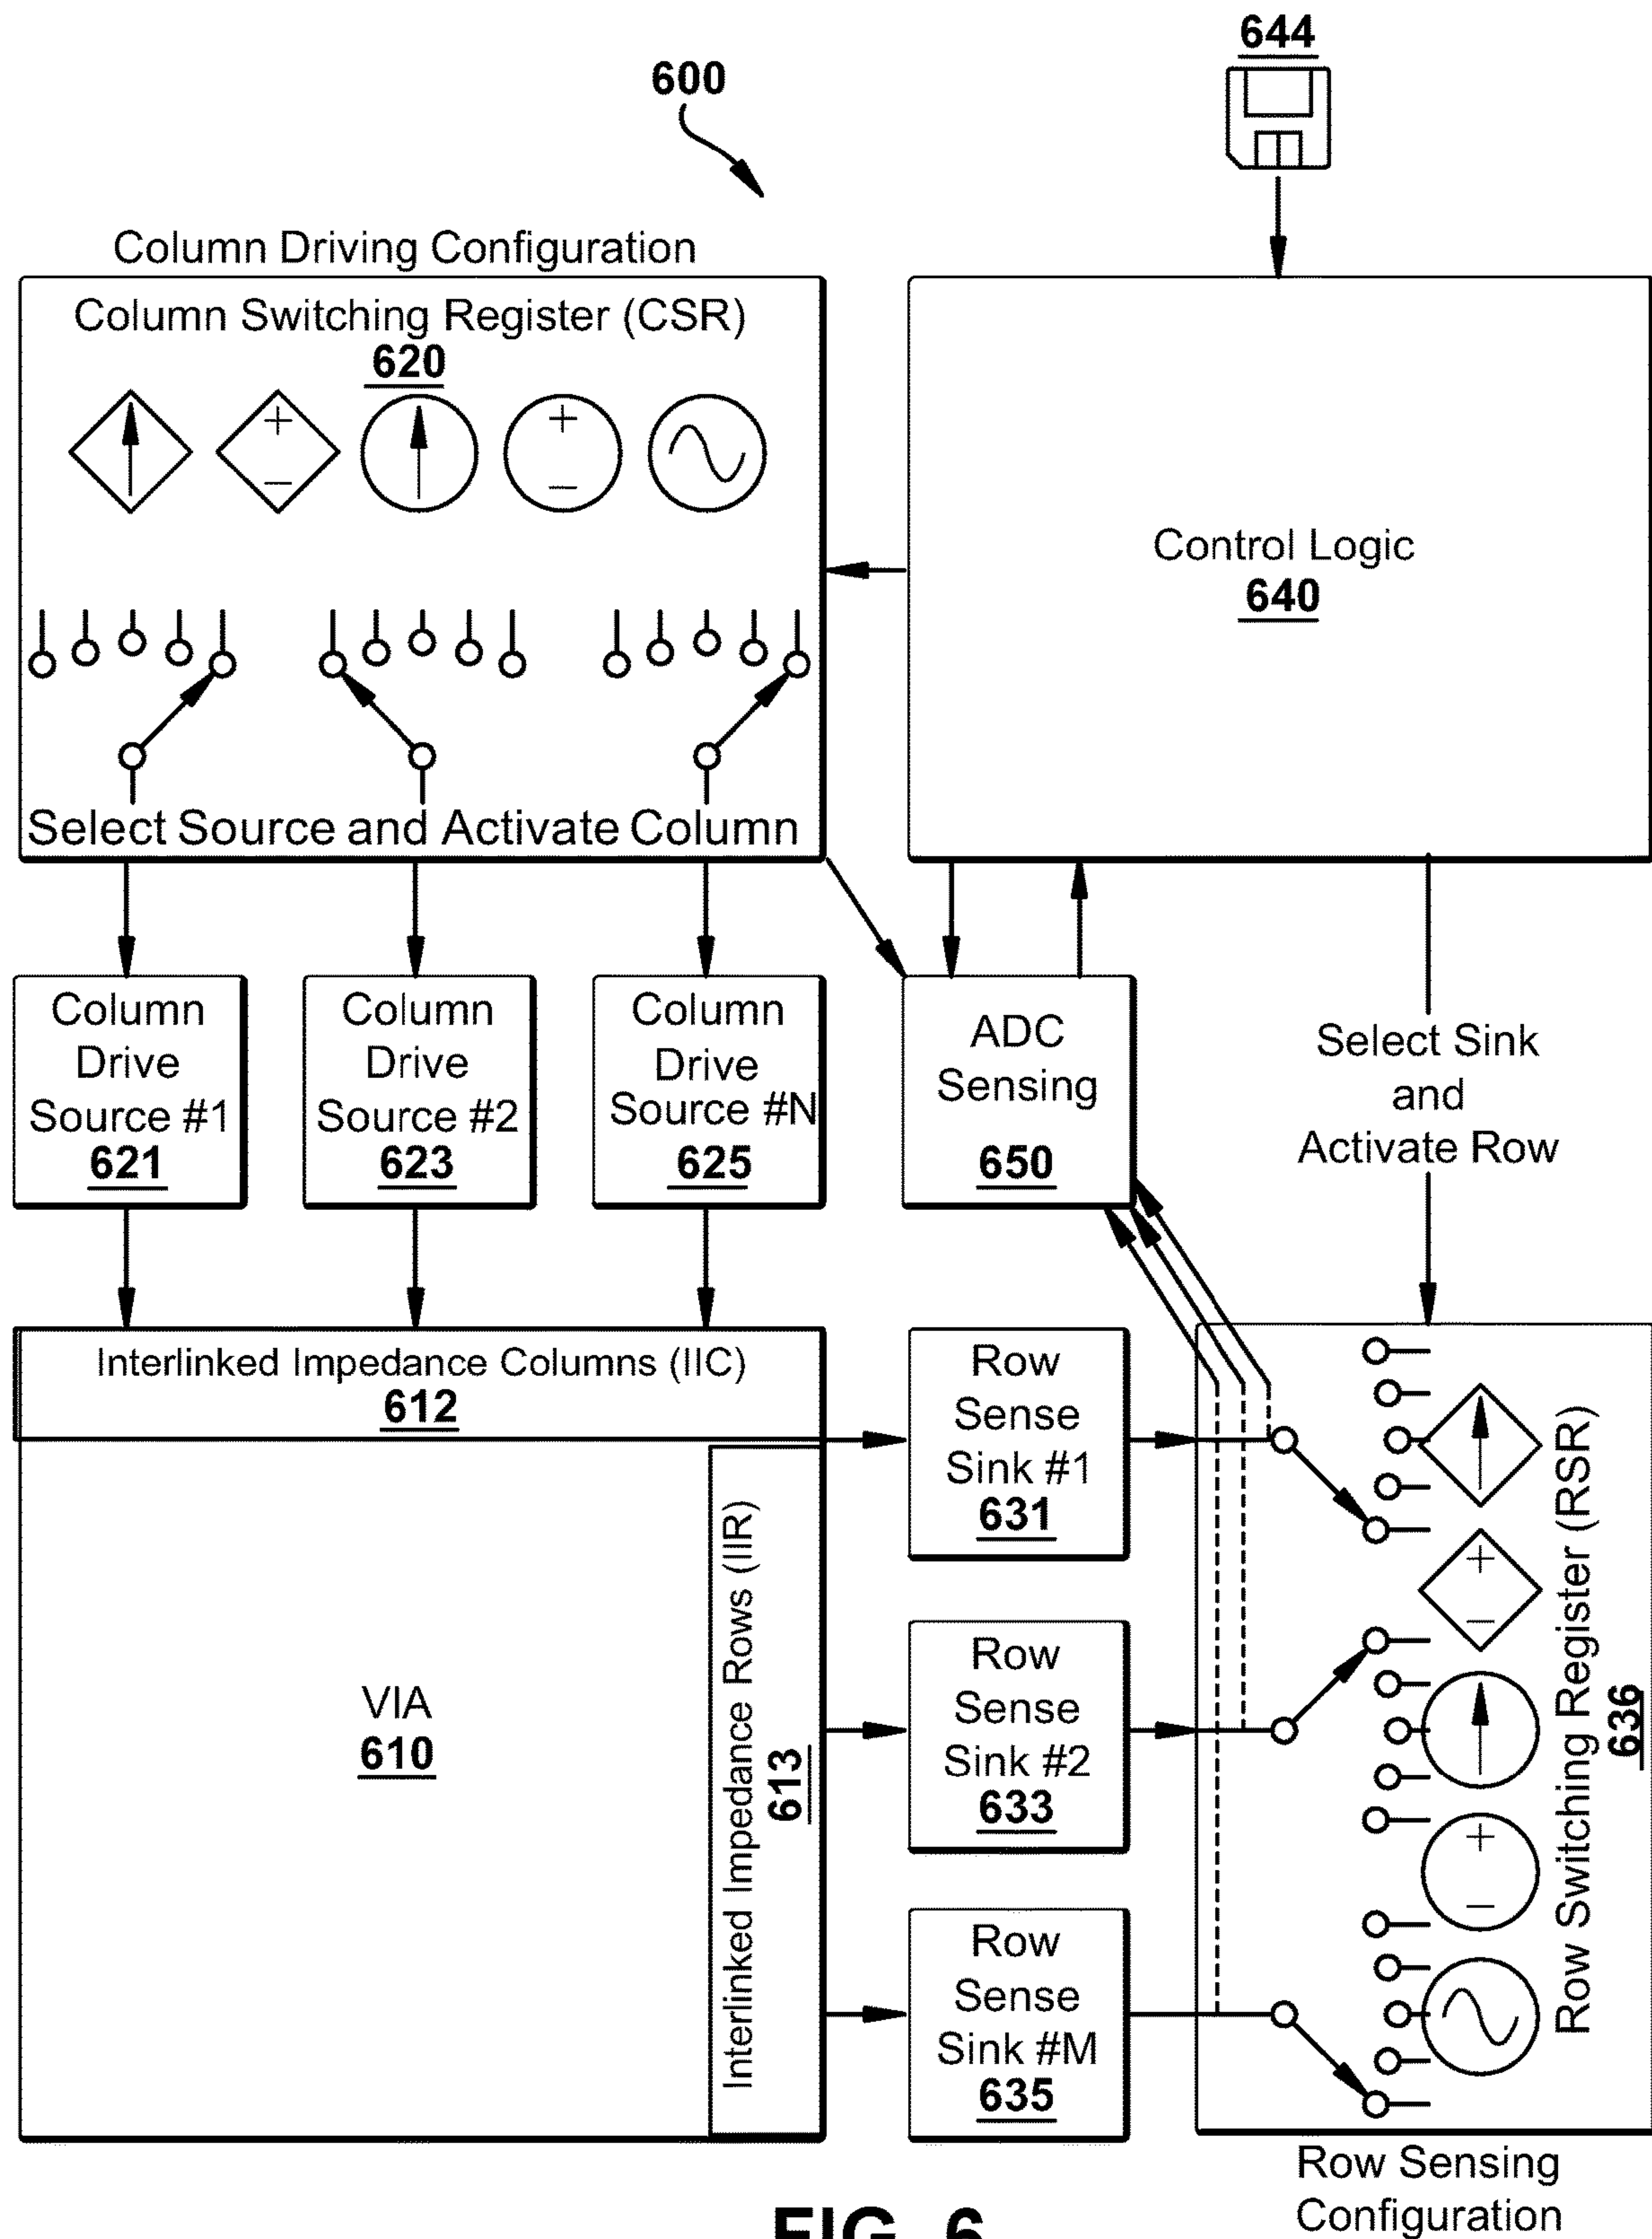 644
600
Column Driving Configuration
Column Switching Register (CSR)
620
+
−
+
−
Select Source and Activate Column
Control Logic
640
Column
Drive
Source #1
621
Column
Drive
Source #2
623
Column
Drive
Source #N
625
ADC
Sensing
650
Select Sink
and
Activate Row
Interlinked Impedance Columns (IIC)
612
VIA
610
Interlinked Impedance Rows (IIR)
613
Row
Sense
Sink #1
631
Row
Sense
Sink #2
633
Row
Sense
Sink #M
635
+
−
+
−
Row Switching Register (RSR)
636
Row Sensing
Configuration
FIG. 6